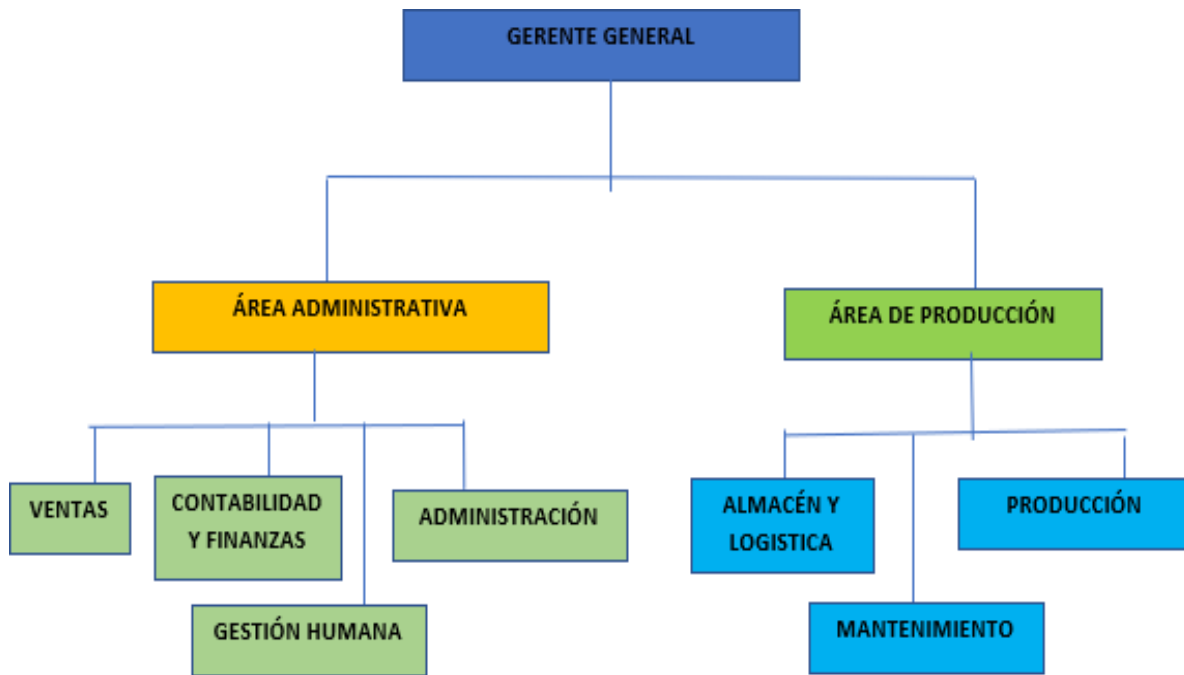 GERENTE GENERAL
ÁREA ADMINISTRATIVA
ÁREA DE PRODUCCIÓN
VENTAS
CONTABILIDAD
Y FINANZAS
ADMINISTRACIÓN
GESTIÓN HUMANA
ALMACÉN Y
LOGISTICA
PRODUCCIÓN
MANTENIMIENTO